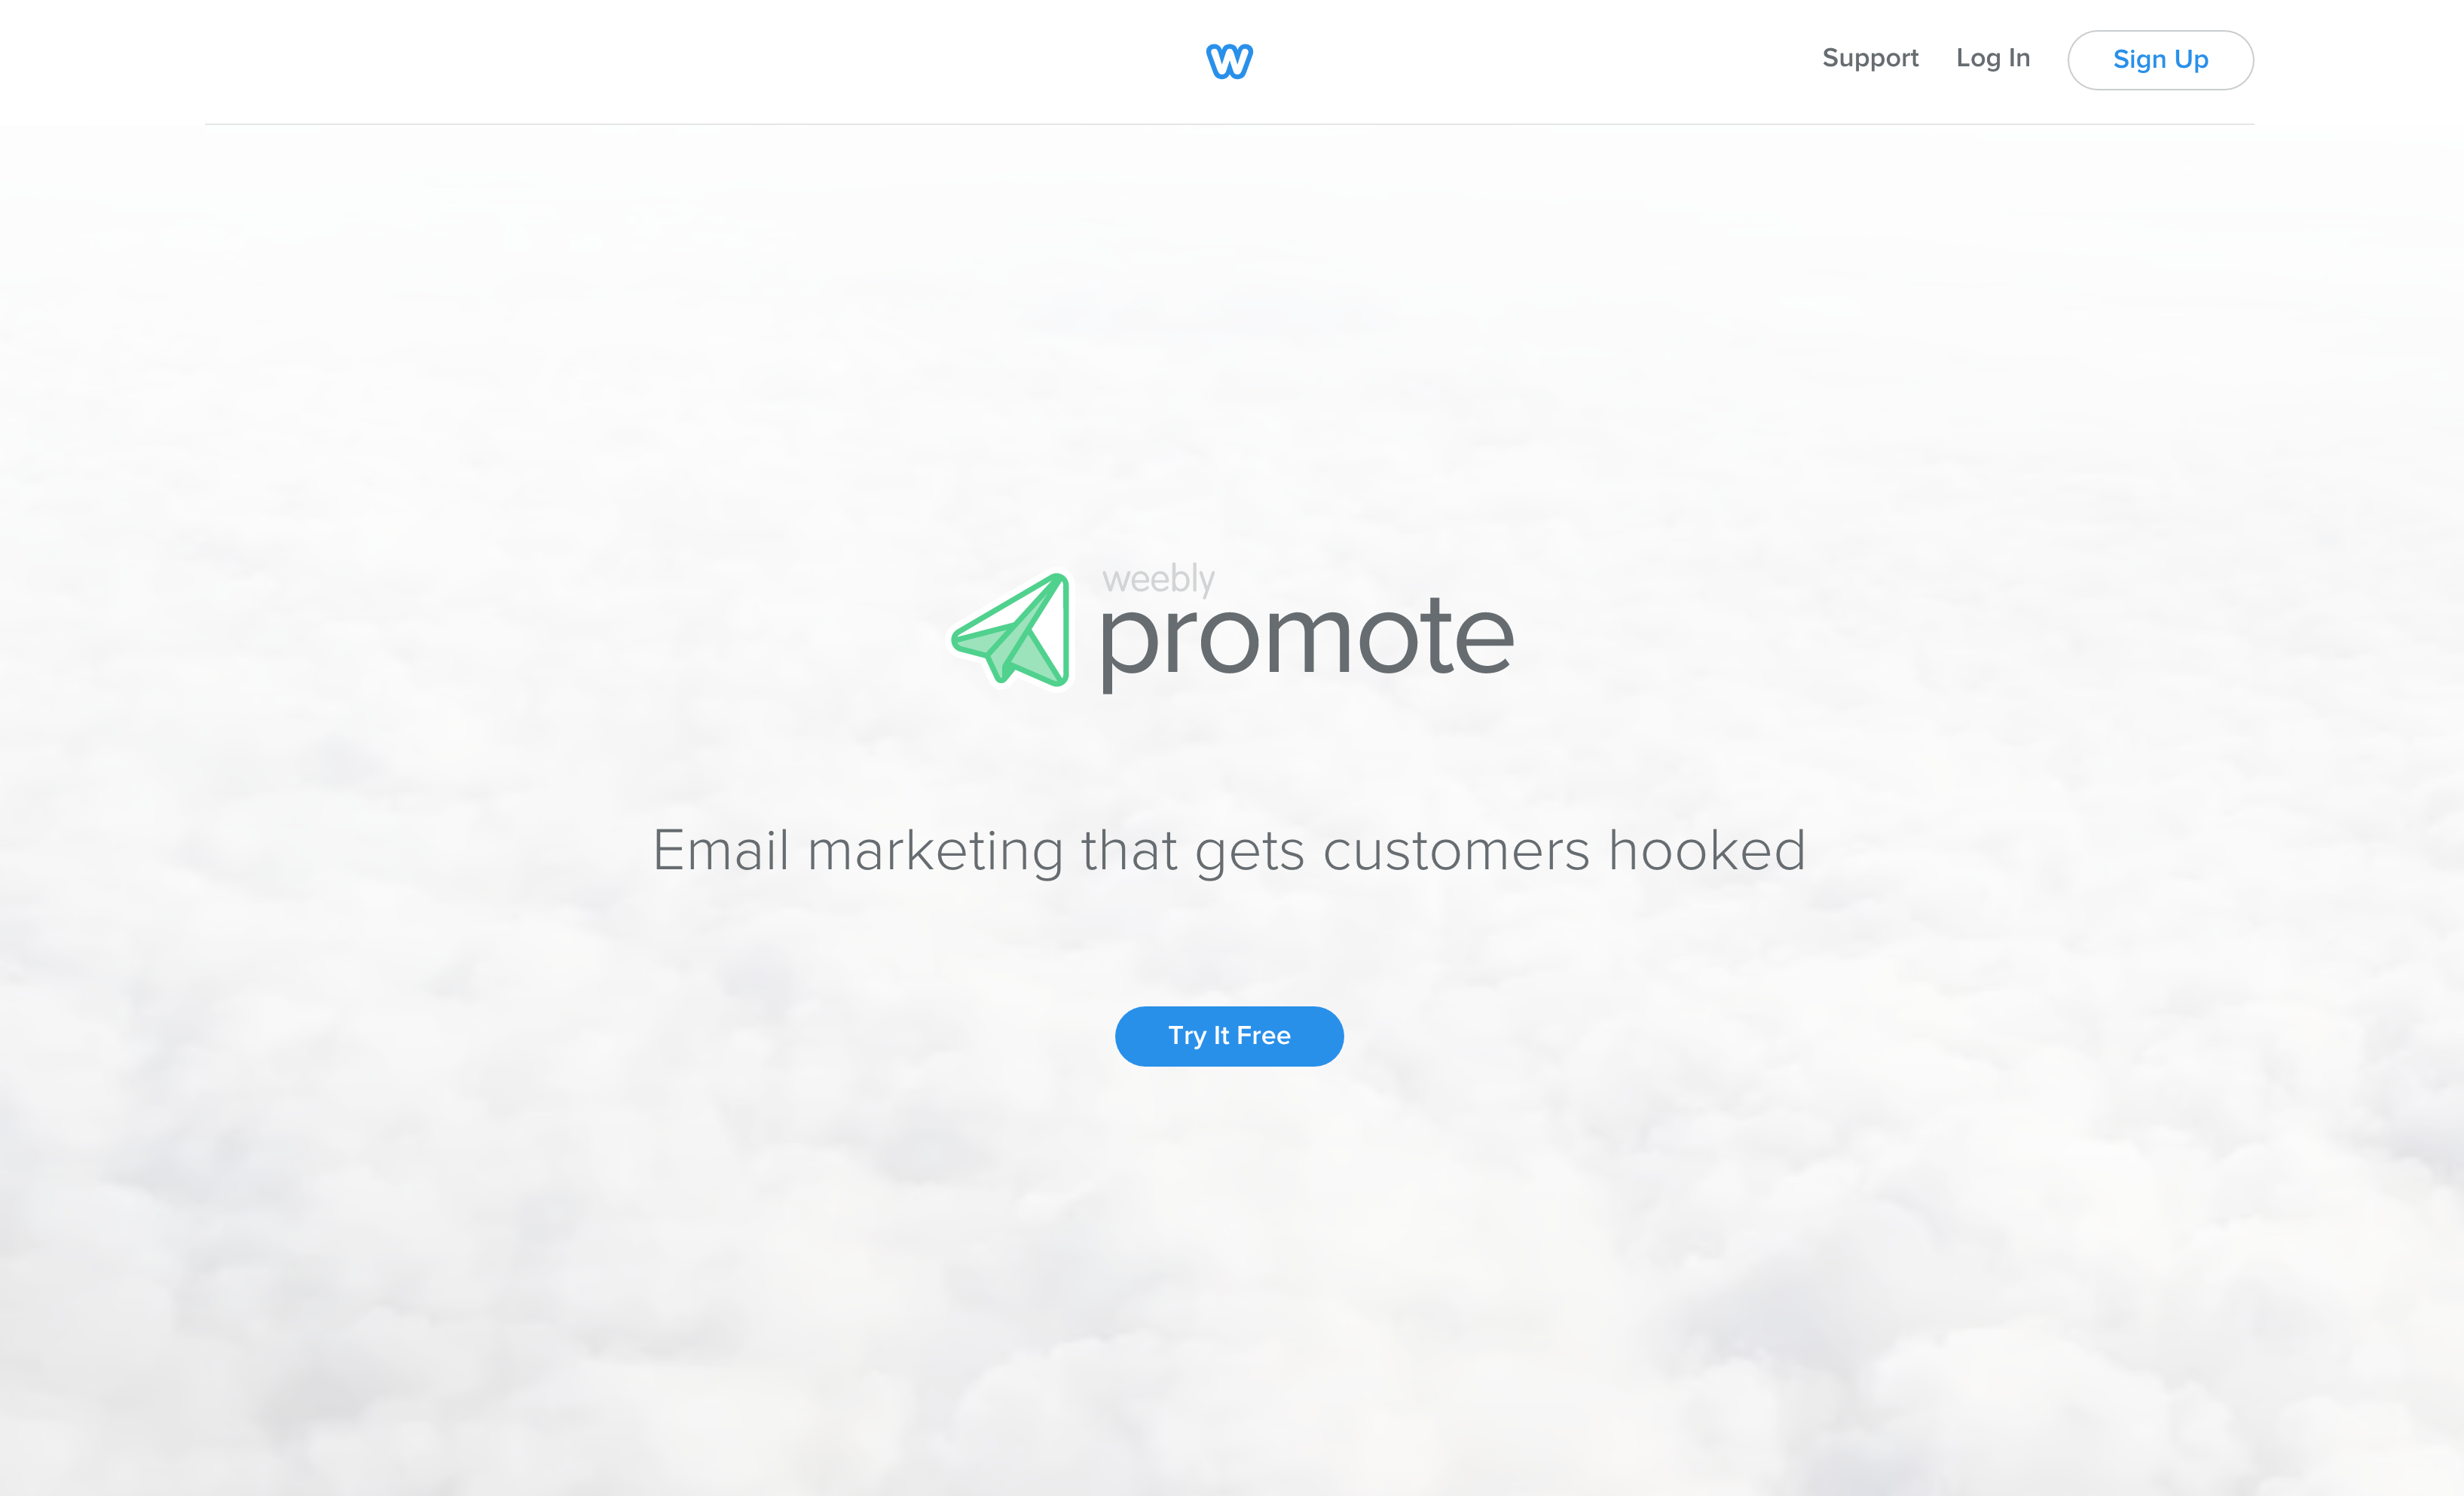 W
Support Log In Sign Up
weebly
promote
Email marketing that gets customers hooked
Try It Free